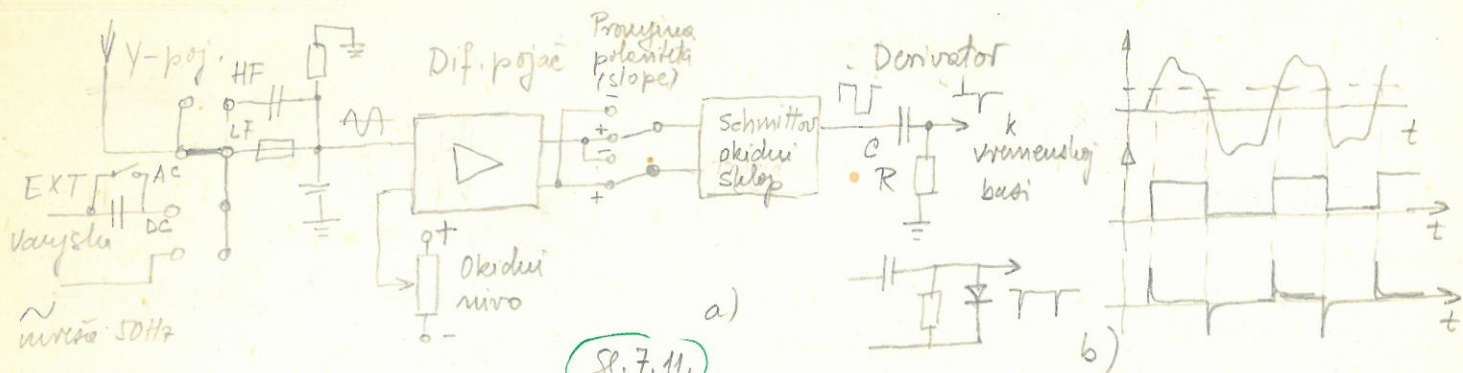 Y-poj.
HF
LF
EXT
AC
DC
Vanjski
~
mreža 50Hz
Dif. pojač
+
Okidni
nivo
-
Promjena
polariteta
(slope)
-
+
-
+
Schmittov
okidni
sklop
Derivator
C
R
k
vremenskoj
bazi
a)
b)
t
t
t
Sl. 7.11.